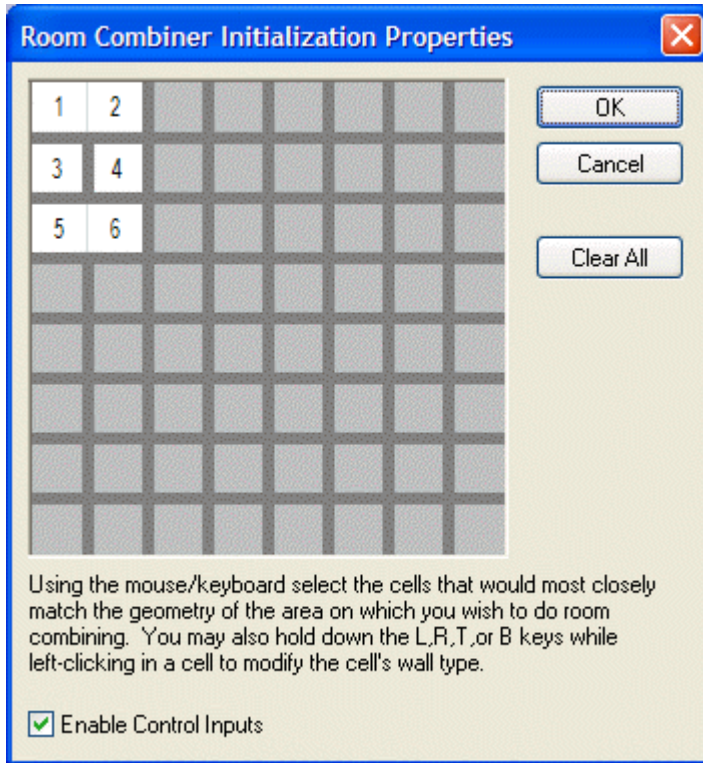 Room Combiner Initialization Properties
1 2
OK
3 4
Cancel
5 6
Clear All
Using the mouse/keyboard select the cells that would most closely
match the geometry of the area on which you wish to do room
combining. You may also hold down the L,R,T,or B keys while
left-clicking in a cell to modify the cell's wall type.
Enable Control Inputs